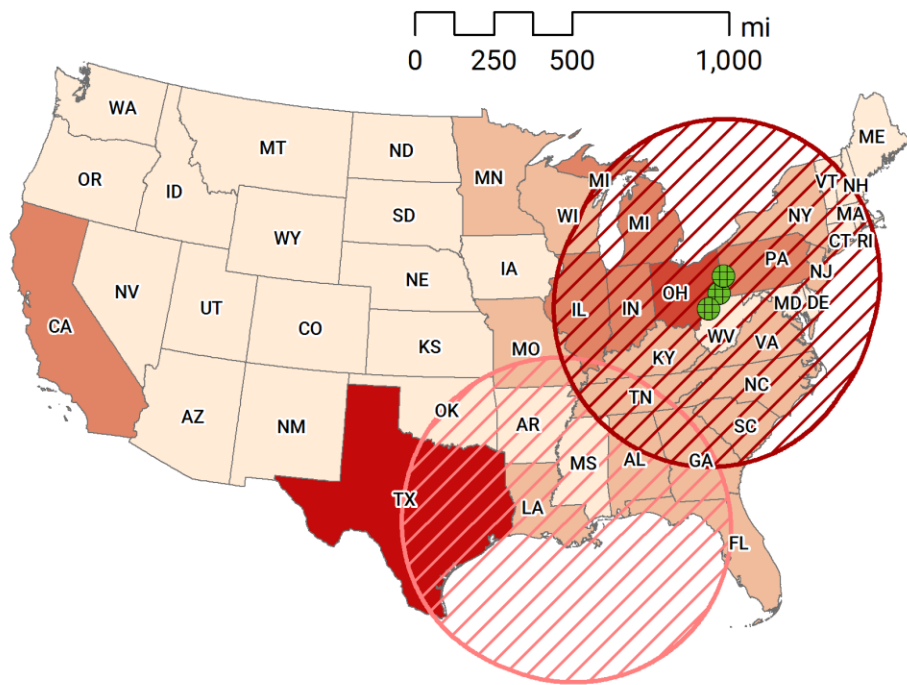 mi
0 250 500 1,000
WA
ME
MT
ND
OR
MN
ID
VT NH
MI
SD
WI
NY
MA
MI
WY
CT RI
PA
IA
NE
NJ
OH
NV
MD DE
IL
IN
UT
CA
CO
WV
VA
KS
MO
KY
NC
TN
OK
AZ
NM
AR
SC
MS
AL
GA
TX
LA
FL